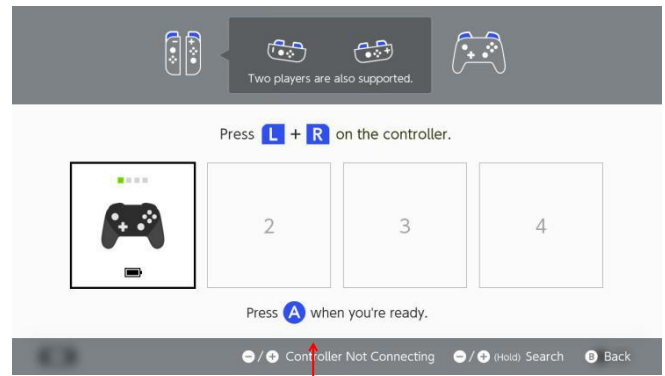 Two players are also supported.
Press L + R on the controller.
2
3
4
Press A when you're ready.
⊖/⊕ Controller Not Connecting ⊖/⊕ (Hold) Search B Back